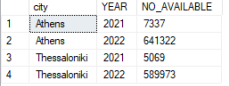 city YEAR NO_AVAILABLE
1 Athens 2021 7337
2 Athens 2022 641322
3 Thessaloniki 2021 5069
4 Thessaloniki 2022 589973